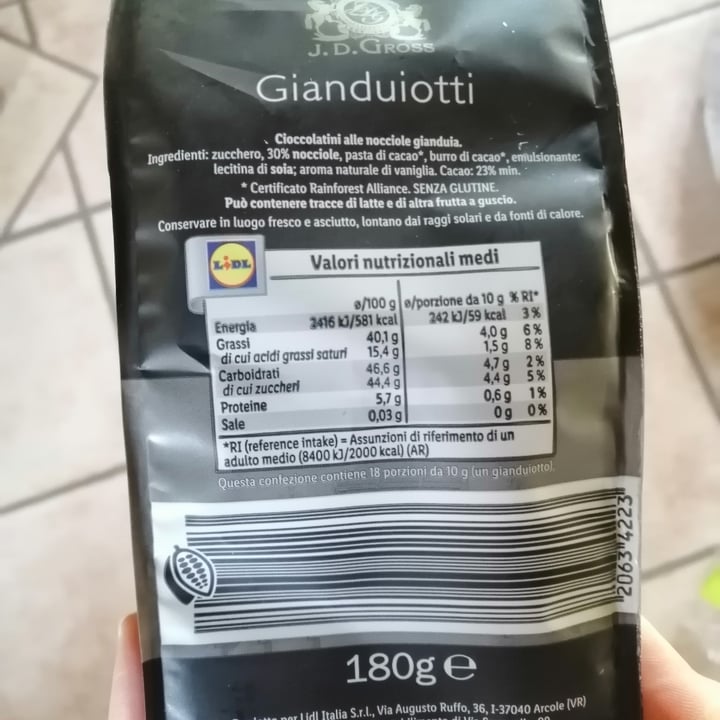 J.D.GROSS
Gianduiotti
Cioccolatini alle nocciole gianduia.
Ingredienti: zucchero, 30% nocciole, pasta di cacao*, burro di cacao*, emulsionante:
lecitina di soia; aroma naturale di vaniglia. Cacao: 23% min.
* Certificato Rainforest Alliance. SENZA GLUTINE.
Può contenere tracce di latte e di altra frutta a guscio.
Conservare in luogo fresco e asciutto, lontano dai raggi solari e da fonti di calore.
LIDL
Valori nutrizionali medi
ø/100 g ø/porzione da 10 g % RI*
Energia 2416 kJ/581 kcal 242 kJ/59 kcal 3%
Grassi 40,1 g 4,0 g 6%
di cui acidi grassi saturi 15,4 g 1,5 g 8%
Carboidrati 46,6 g 4,7 g 2%
di cui zuccheri 44,4 g 4,4 g 5%
Proteine 5,7 g 0,6 g 1%
Sale 0,03 g 0 g 0%
*RI (reference intake) = Assunzioni di riferimento di un
adulto medio (8400 kJ/2000 kcal) (AR)
Questa confezione contiene 18 porzioni da 10 g (un gianduiotto).
20634223
180g e
per Lidl Italia S.r.l., Via Augusto Ruffo, 36, I-37040 Arcole (VR)